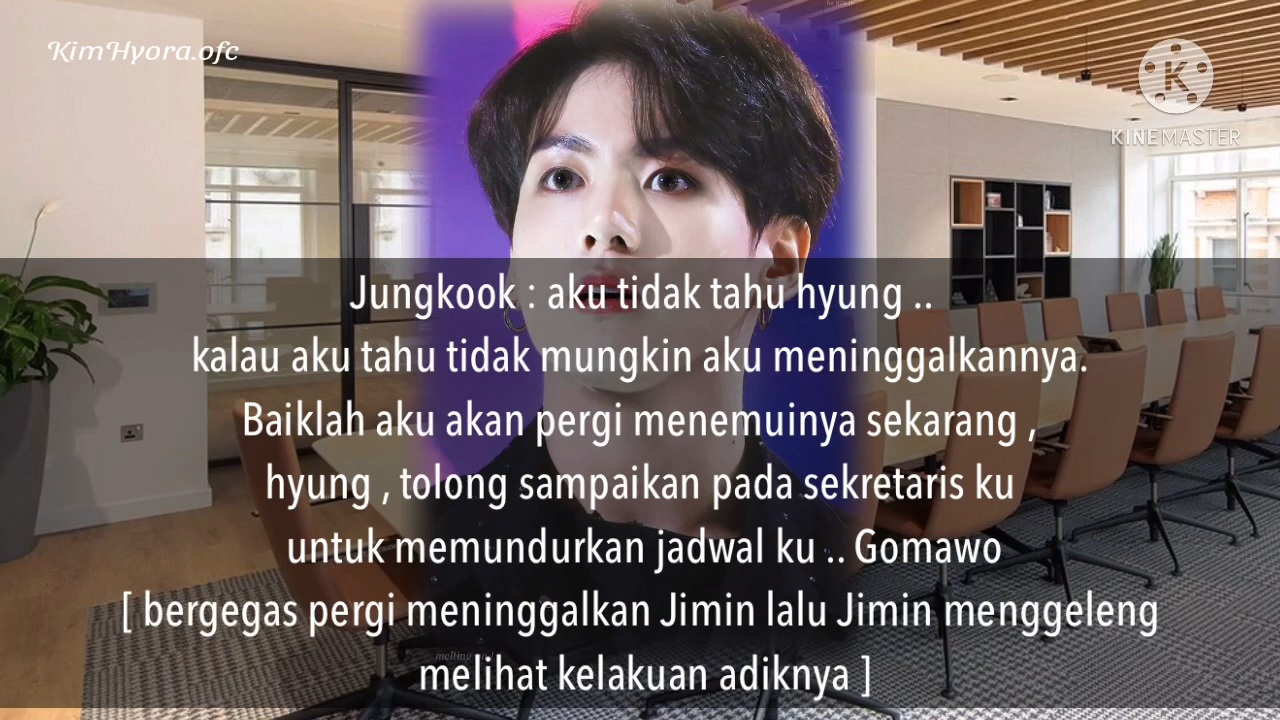 KimHyora.ofc
K
KINEMASTER
Jungkook : aku tidak tahu hyung ..
kalau aku tahu tidak mungkin aku meninggalkannya.
Baiklah aku akan pergi menemuinya sekarang ,
hyung , tolong sampaikan pada sekretaris ku
untuk memundurkan jadwal ku .. Gomawo
[ bergegas pergi meninggalkan Jimin lalu Jimin menggeleng
melihat kelakuan adiknya ]